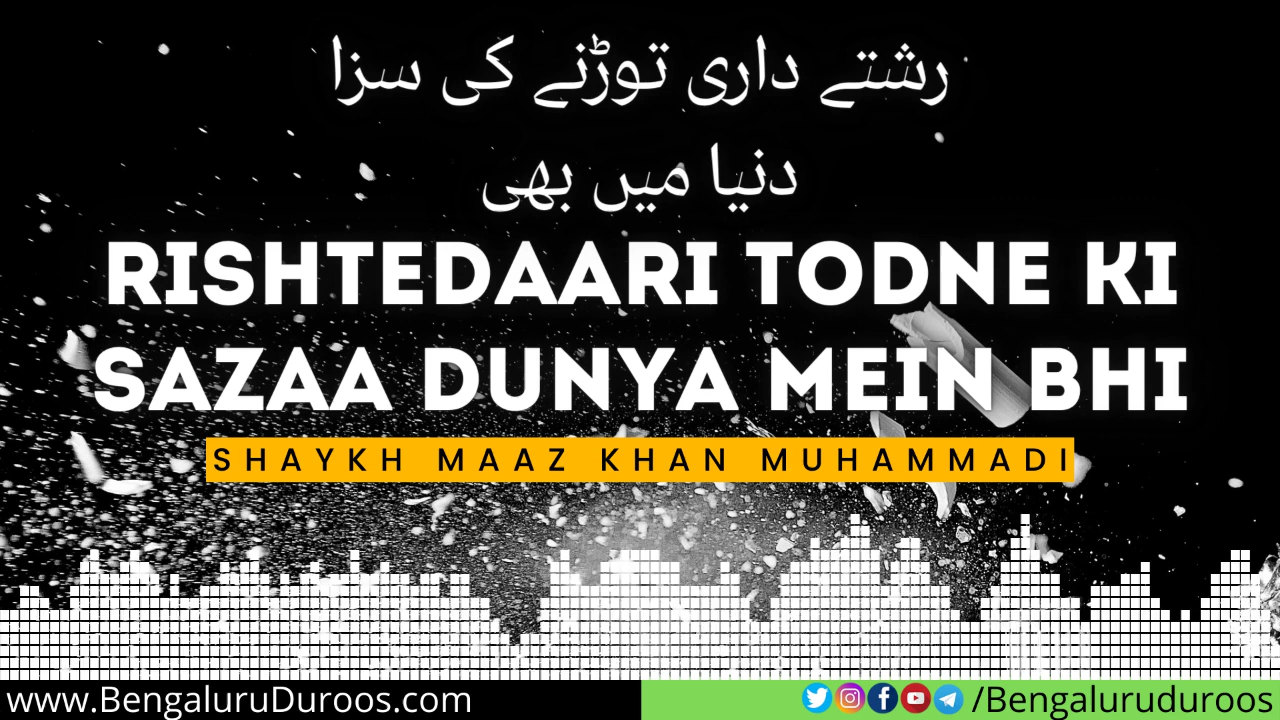 رشتے داری توڑنے کی سزا
دنیا میں بھی
RISHTEDAARI TODNE KI
SAZAA DUNYA MEIN BHI
SHAYKH MAAZ KHAN MUHAMMADI
www.BengaluruDuroos.com
/Bengaluruduroos